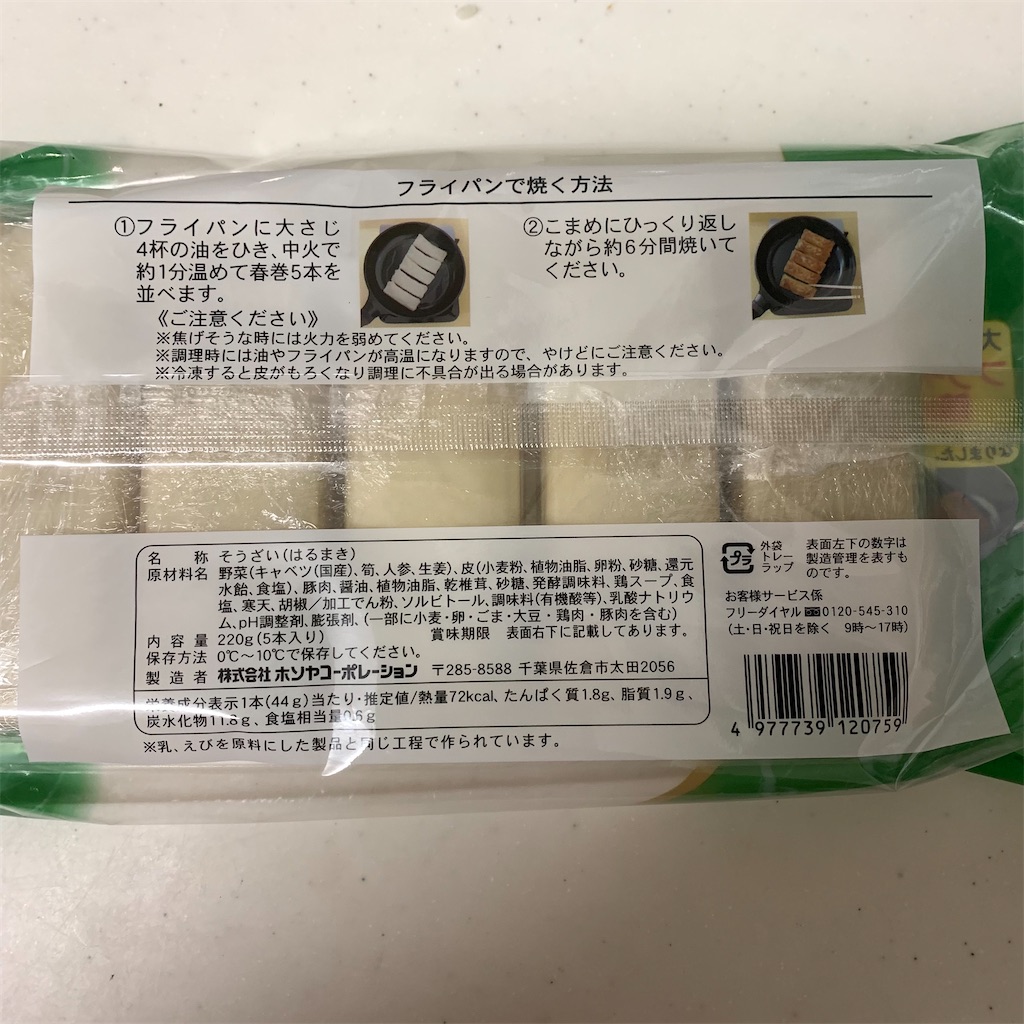 フライパンで焼く方法
①フライパンに大さじ
4杯の油をひき、中火で
約1分温めて春巻5本を
並べます。
②こまめにひっくり返し
ながら約6分間焼いて
ください。
《ご注意ください》
※焦げそうな時には火力を弱めてください。
※調理時には油やフライパンが高温になりますので、やけどにご注意ください。
※冷凍すると皮がもろくなり調理に不具合が出る場合があります。
なりました。
名 称 そうざい(はるまき)
原材料名 野菜(キャベツ(国産)、筍、人参、生姜)、皮(小麦粉、植物油脂、卵粉、砂糖、還元
水飴、食塩)、豚肉、醤油、植物油脂、乾椎茸、砂糖、発酵調味料、鶏スープ、食
塩、寒天、胡椒/加工でん粉、ソルビトール、調味料(有機酸等)、乳酸ナトリウ
ム、pH調整剤、膨張剤、(一部に小麦・卵・ごま・大豆・鶏肉・豚肉を含む)
内 容 量 220g(5本入り) 賞味期限 表面右下に記載してあります。
保存方法 0℃～10℃で保存してください。
製 造 者 株式会社 ホソヤコーポレーション 〒285-8588 千葉県佐倉市太田2056
栄養成分表示1本(44g)当たり・推定値/熱量72kcal、たんぱく質1.8g、脂質1.9g、
炭水化物11.8g、食塩相当量0.6g
※乳、えびを原料にした製品と同じ工程で作られています。
プラ
外袋
トレー
ラップ
表面左下の数字は
製造管理を表すも
のです。
お客様サービス係
フリーダイヤル 0120-545-310
(土・日・祝日を除く 9時～17時)
4 977739 120759